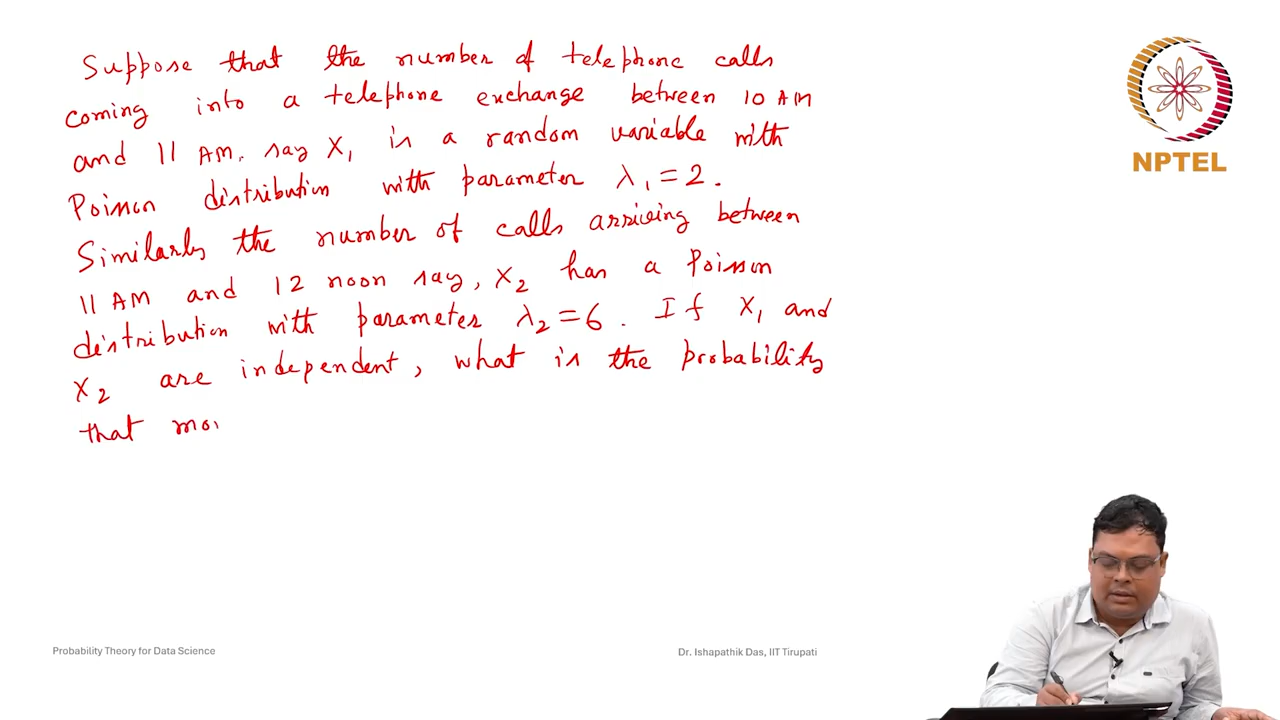 Suppose that the number of telephone calls
coming into a telephone exchange between 10 AM
and 11 AM, say X₁ is a random variable with
Poisson distribution with parameter λ₁ = 2.
Similarly the number of calls arriving between
11 AM and 12 noon say, X₂ has a Poisson
distribution with parameter λ₂ = 6. If X₁ and
X₂ are independent, what is the probability
that mor
NPTEL
Probability Theory for Data Science
Dr. Ishapathik Das, IIT Tirupati